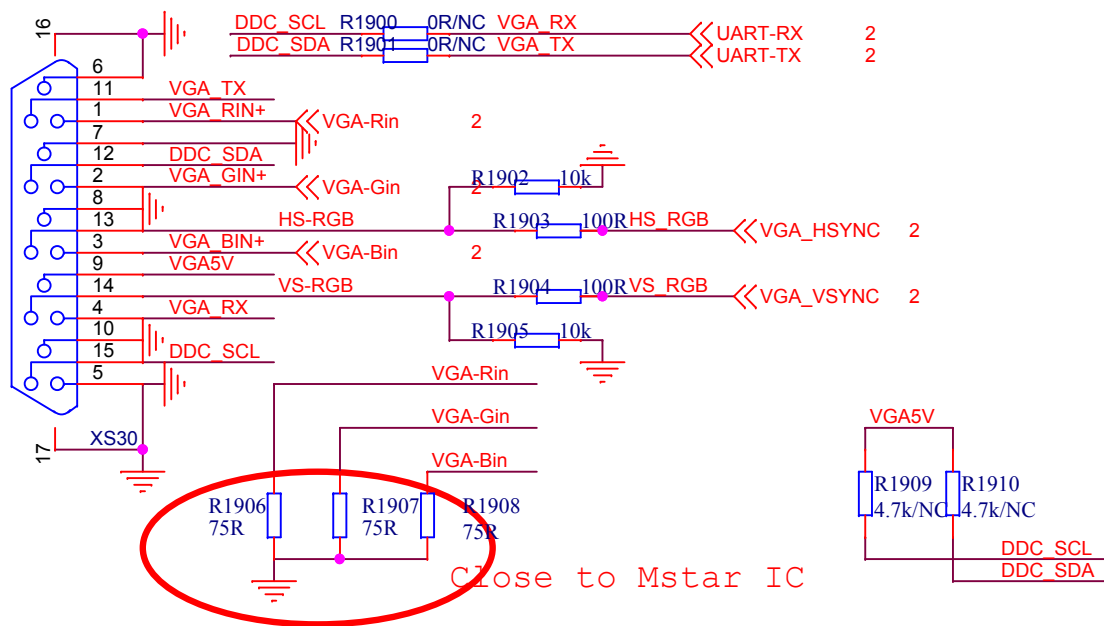 DDC_SCL R1900 0R/NC VGA_RX UART-RX 2
DDC_SDA R1901 0R/NC VGA_TX UART-TX 2
16
6
11 VGA_TX
1 VGA_RIN+ VGA-Rin 2
7
12 DDC_SDA
2 VGA_GIN+ VGA-Gin 2
R1902 10k
8
13 HS-RGB R1903 100R HS_RGB VGA_HSYNC 2
3 VGA_BIN+ VGA-Bin 2
9 VGA5V
14 VS-RGB R1904 100R VS_RGB VGA_VSYNC 2
4 VGA_RX
R1905 10k
10
15 DDC_SCL
5
17 XS30
VGA-Rin
VGA-Gin
VGA-Bin
R1906 75R
R1907 75R
R1908 75R
Close to Mstar IC
VGA5V
R1909 4.7k/NC
R1910 4.7k/NC
DDC_SCL
DDC_SDA